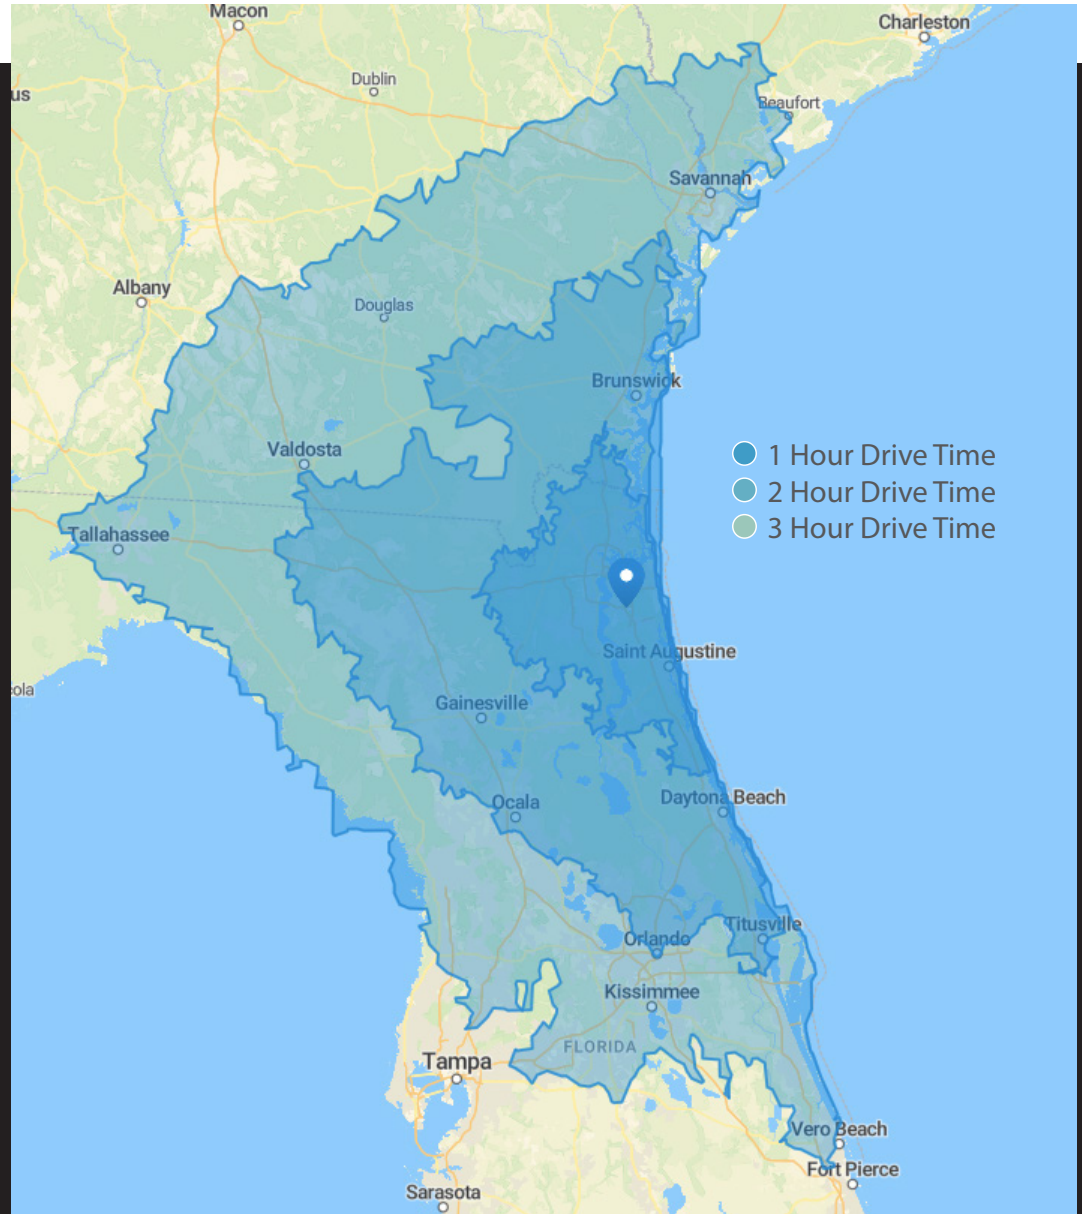 Macon
Charleston
Dublin
us
Beaufort
Savannah
Albany
Douglas
Brunswick
Valdosta
1 Hour Drive Time
2 Hour Drive Time
3 Hour Drive Time
Tallahassee
Saint Augustine
cola
Gainesville
Daytona Beach
Ocala
Titusville
Orlando
Kissimmee
FLORIDA
Tampa
Vero Beach
Fort Pierce
Sarasota